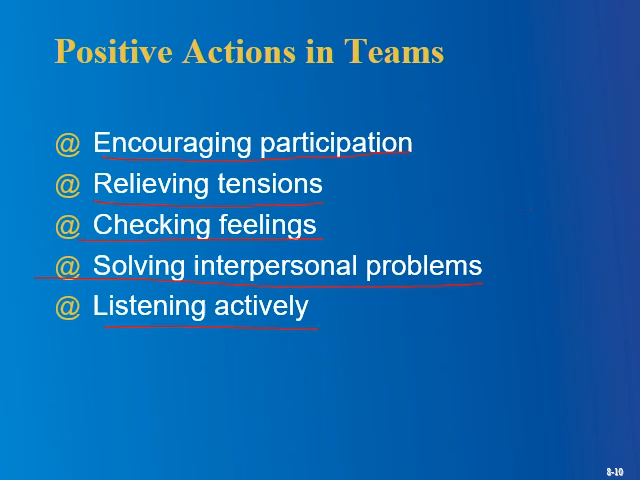 Positive Actions in Teams
@ Encouraging participation
@ Relieving tensions
@ Checking feelings
@ Solving interpersonal problems
@ Listening actively
8-10